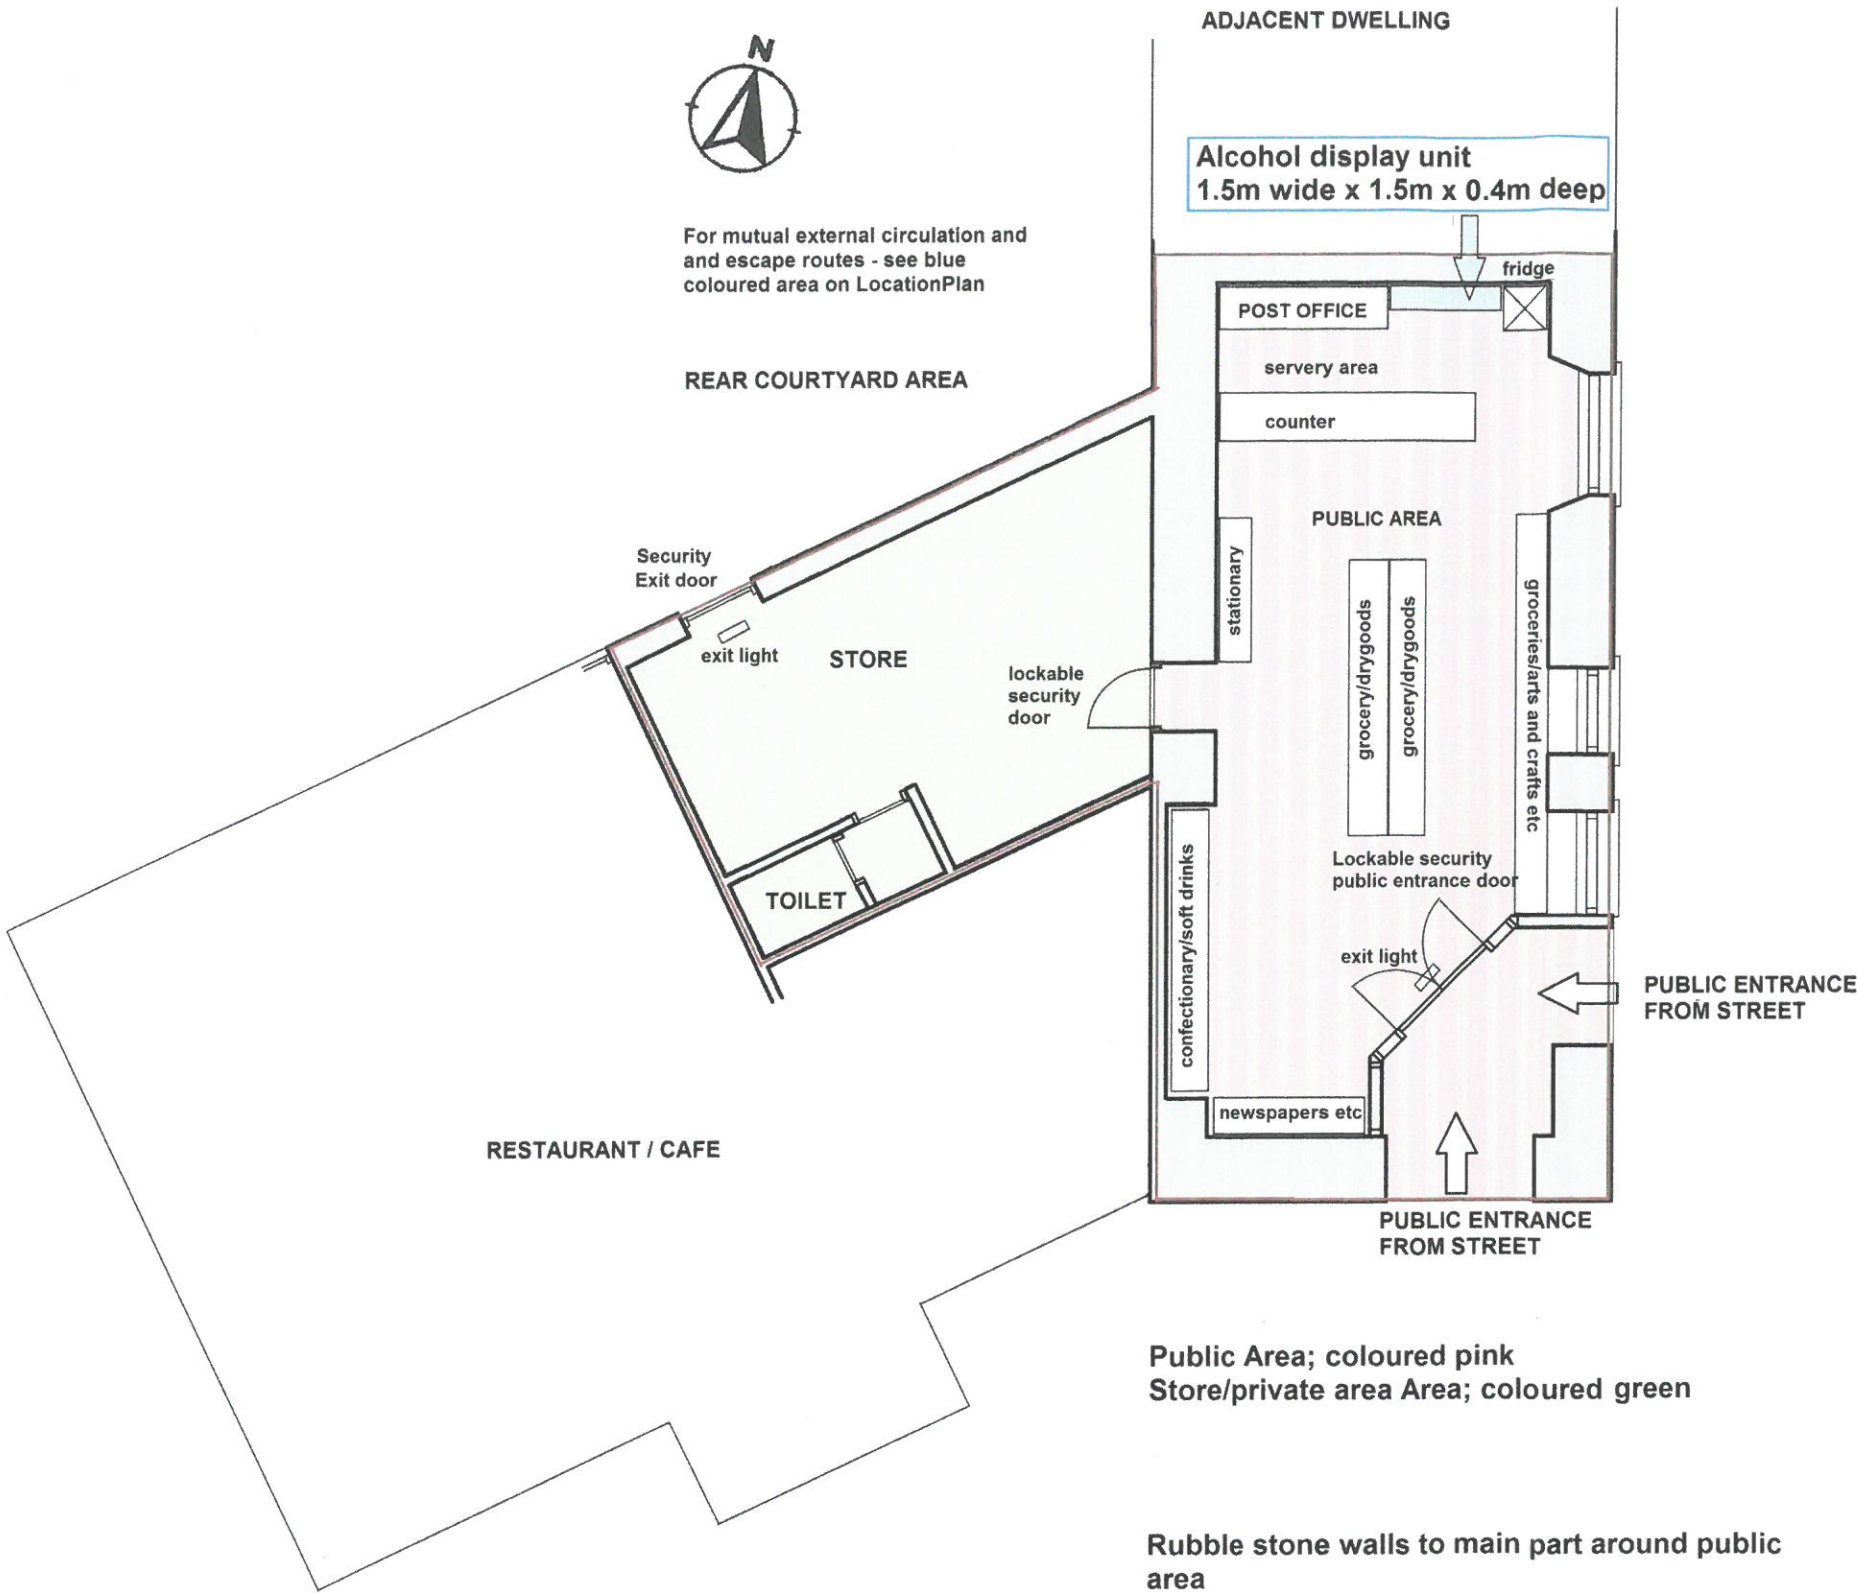 ADJACENT DWELLING
N
Alcohol display unit
1.5m wide x 1.5m x 0.4m deep
For mutual external circulation and
and escape routes - see blue
coloured area on LocationPlan
fridge
POST OFFICE
REAR COURTYARD AREA
servery area
counter
PUBLIC AREA
Security
Exit door
stationary
grocery/drygoods
grocery/drygoods
groceries/arts and crafts etc
exit light
STORE
lockable
security
door
Lockable security
public entrance door
TOILET
confectionary/soft drinks
exit light
PUBLIC ENTRANCE
FROM STREET
newspapers etc
RESTAURANT / CAFE
PUBLIC ENTRANCE
FROM STREET
Public Area; coloured pink
Store/private area Area; coloured green
Rubble stone walls to main part around public
area